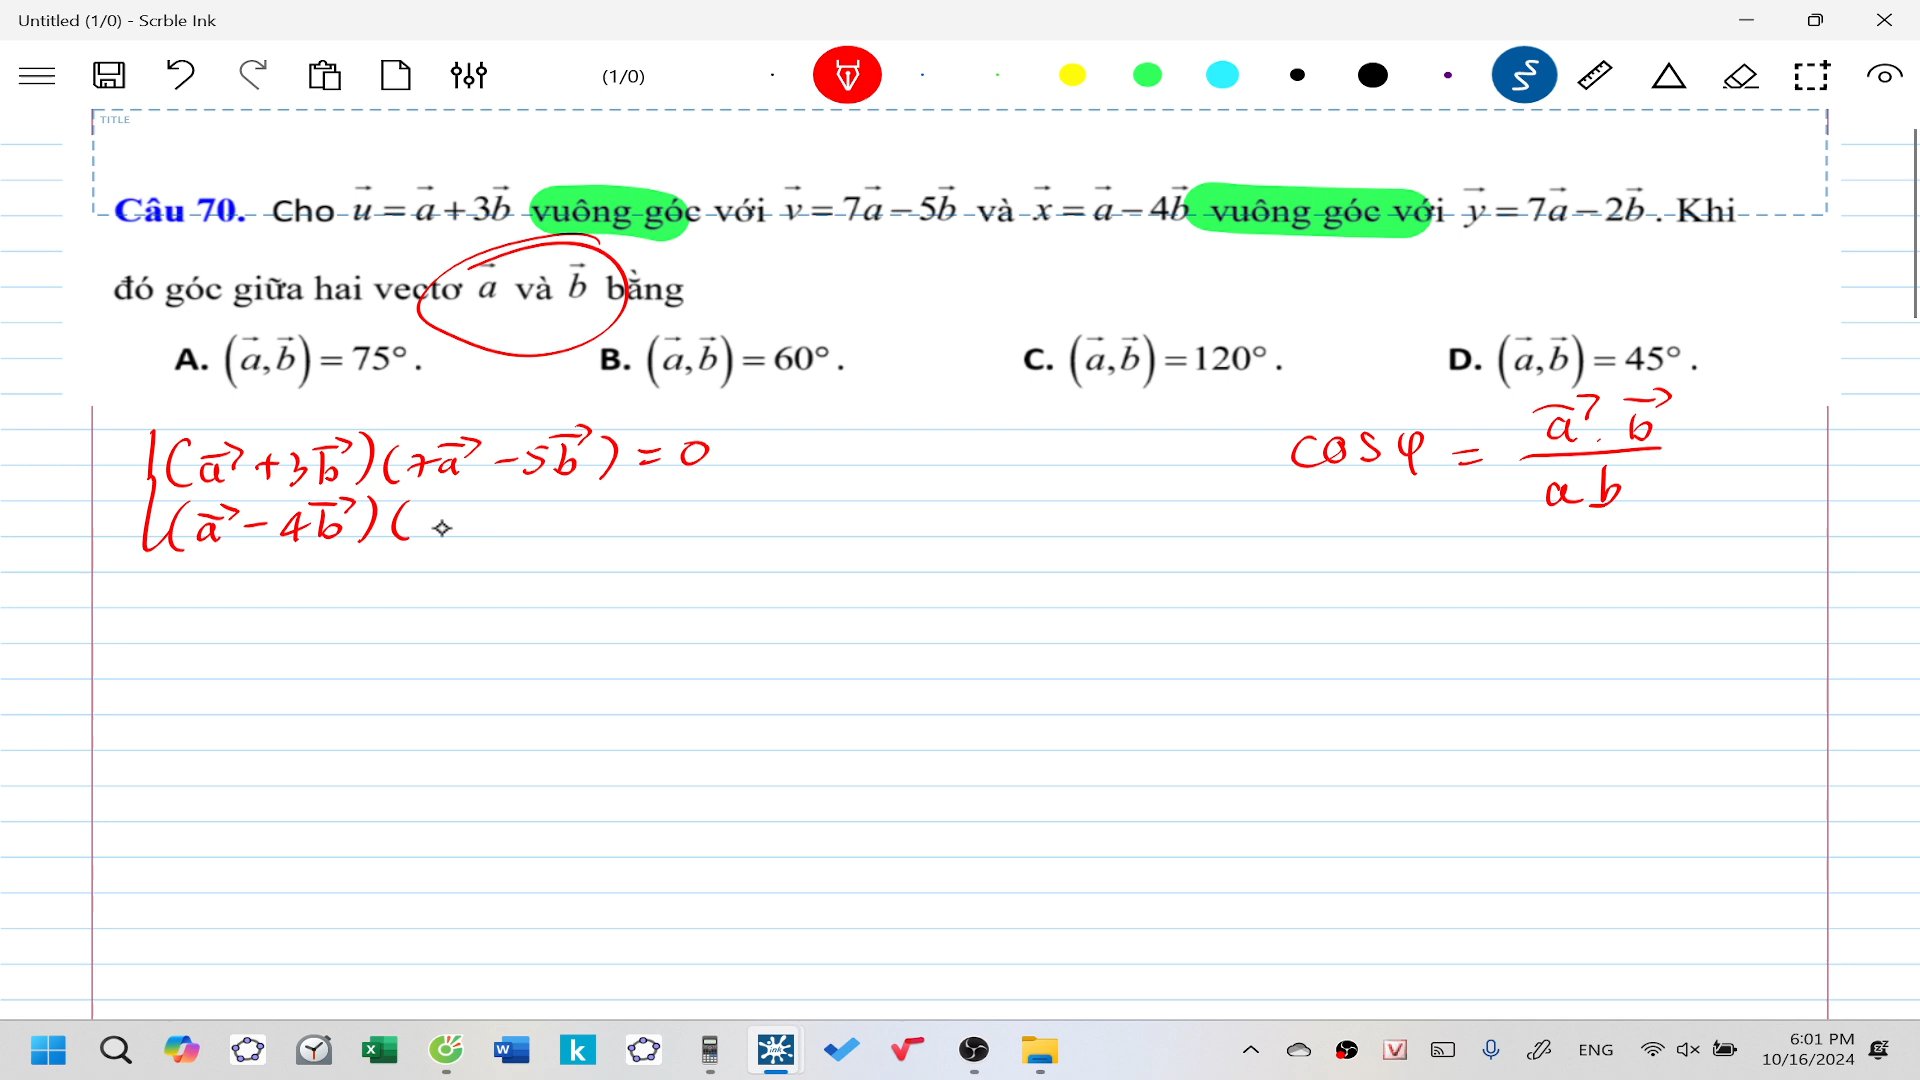 Untitled (1/0) - Scrble Ink
(1/0)
TITLE
Câu 70. Cho u⃗ = a⃗ + 3b⃗ vuông góc với v⃗ = 7a⃗ − 5b⃗ và x⃗ = a⃗ − 4b⃗ vuông góc với y⃗ = 7a⃗ − 2b⃗ . Khi
đó góc giữa hai vectơ a⃗ và b⃗ bằng
A. (a⃗,b⃗) = 75° . B. (a⃗,b⃗) = 60° . C. (a⃗,b⃗) = 120° . D. (a⃗,b⃗) = 45° .
(a⃗ + 3b⃗)(7a⃗ − 5b⃗) = 0
(a⃗ − 4b⃗)(
cos φ = a⃗ . b⃗
a b
ENG
6:01 PM
10/16/2024